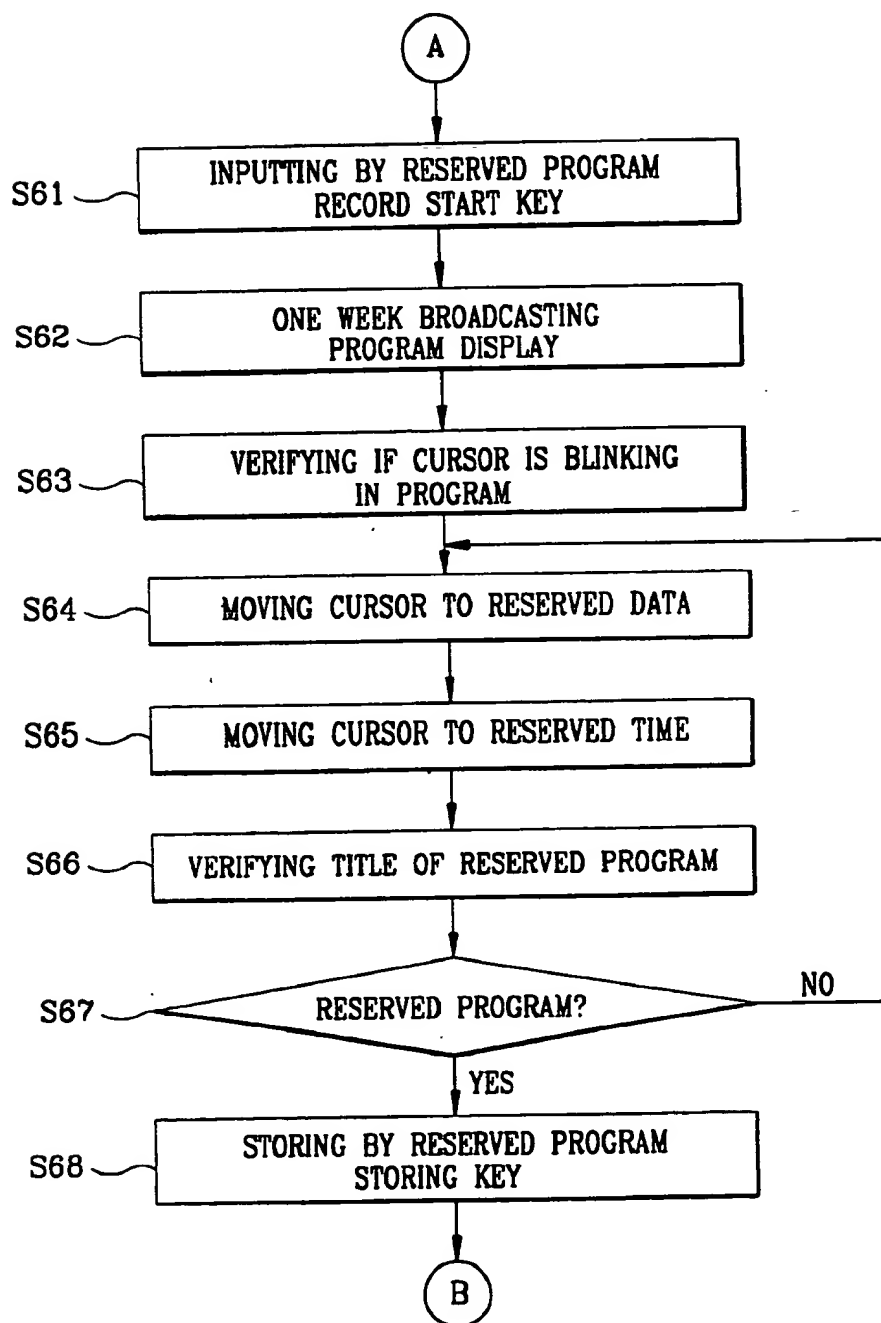 A
S61
INPUTTING BY RESERVED PROGRAM
RECORD START KEY
S62
ONE WEEK BROADCASTING
PROGRAM DISPLAY
S63
VERIFYING IF CURSOR IS BLINKING
IN PROGRAM
S64
MOVING CURSOR TO RESERVED DATA
S65
MOVING CURSOR TO RESERVED TIME
S66
VERIFYING TITLE OF RESERVED PROGRAM
S67
RESERVED PROGRAM?
NO
YES
S68
STORING BY RESERVED PROGRAM
STORING KEY
B